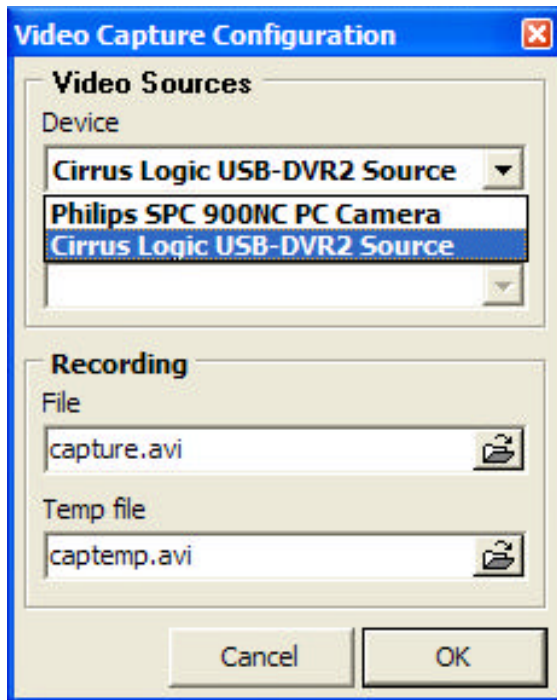 Video Capture Configuration
Video Sources
Device
Cirrus Logic USB-DVR2 Source
Philips SPC 900NC PC Camera
Cirrus Logic USB-DVR2 Source
Recording
File
capture.avi
Temp file
captemp.avi
Cancel OK